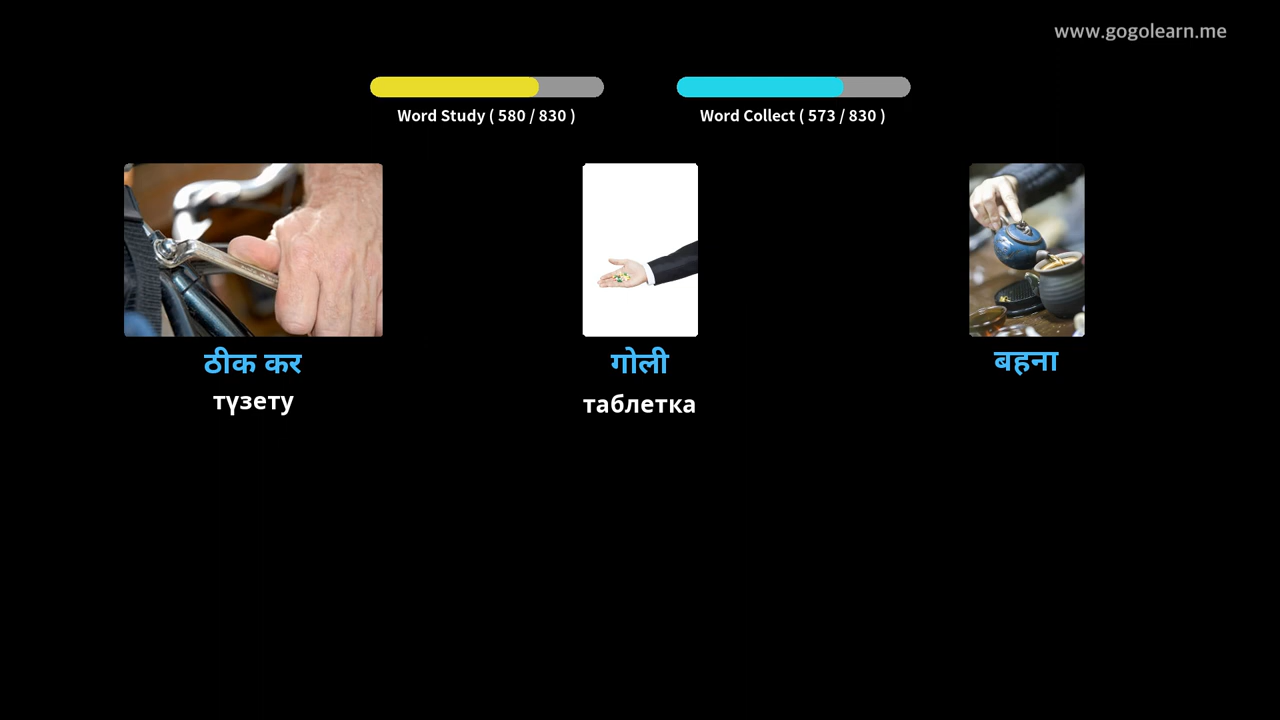 www.gogolearn.me
Word Study ( 580 / 830 )
Word Collect ( 573 / 830 )
ठीक कर
түзету
गोली
таблетка
बहना